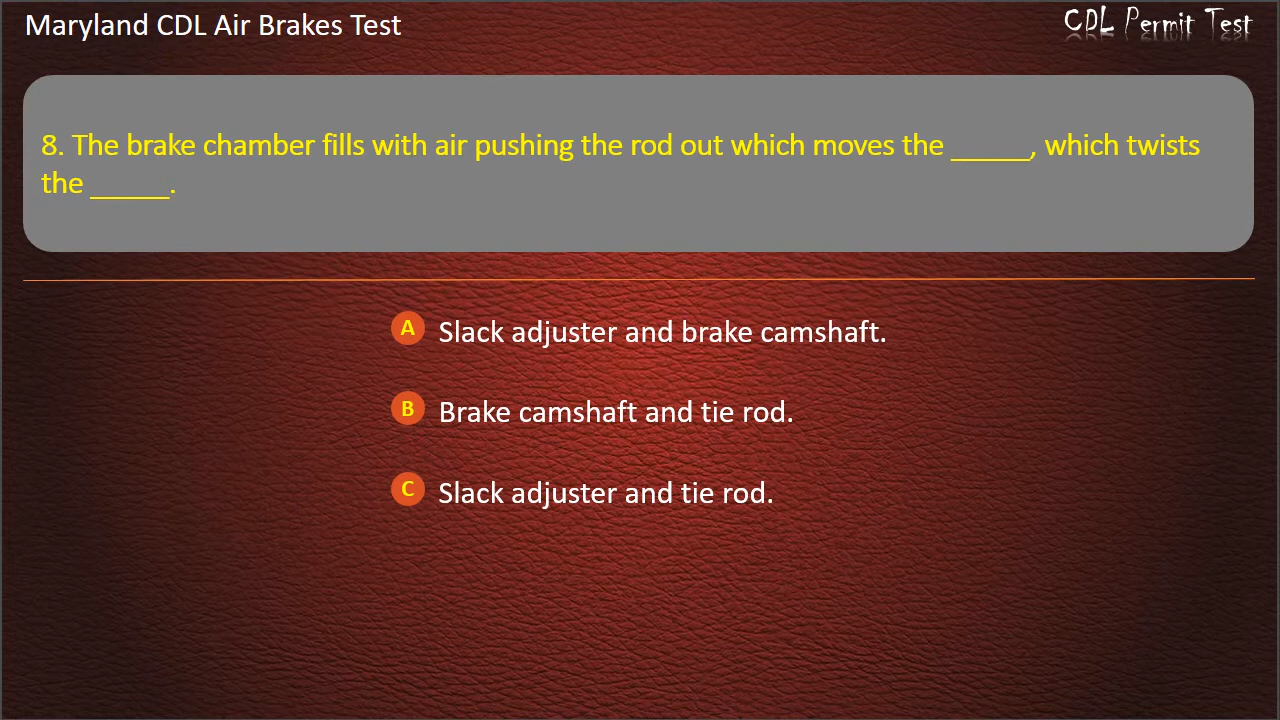 Maryland CDL Air Brakes Test
CDL Permit Test
8. The brake chamber fills with air pushing the rod out which moves the _____, which twists
the _____.
A Slack adjuster and brake camshaft.
B Brake camshaft and tie rod.
C Slack adjuster and tie rod.